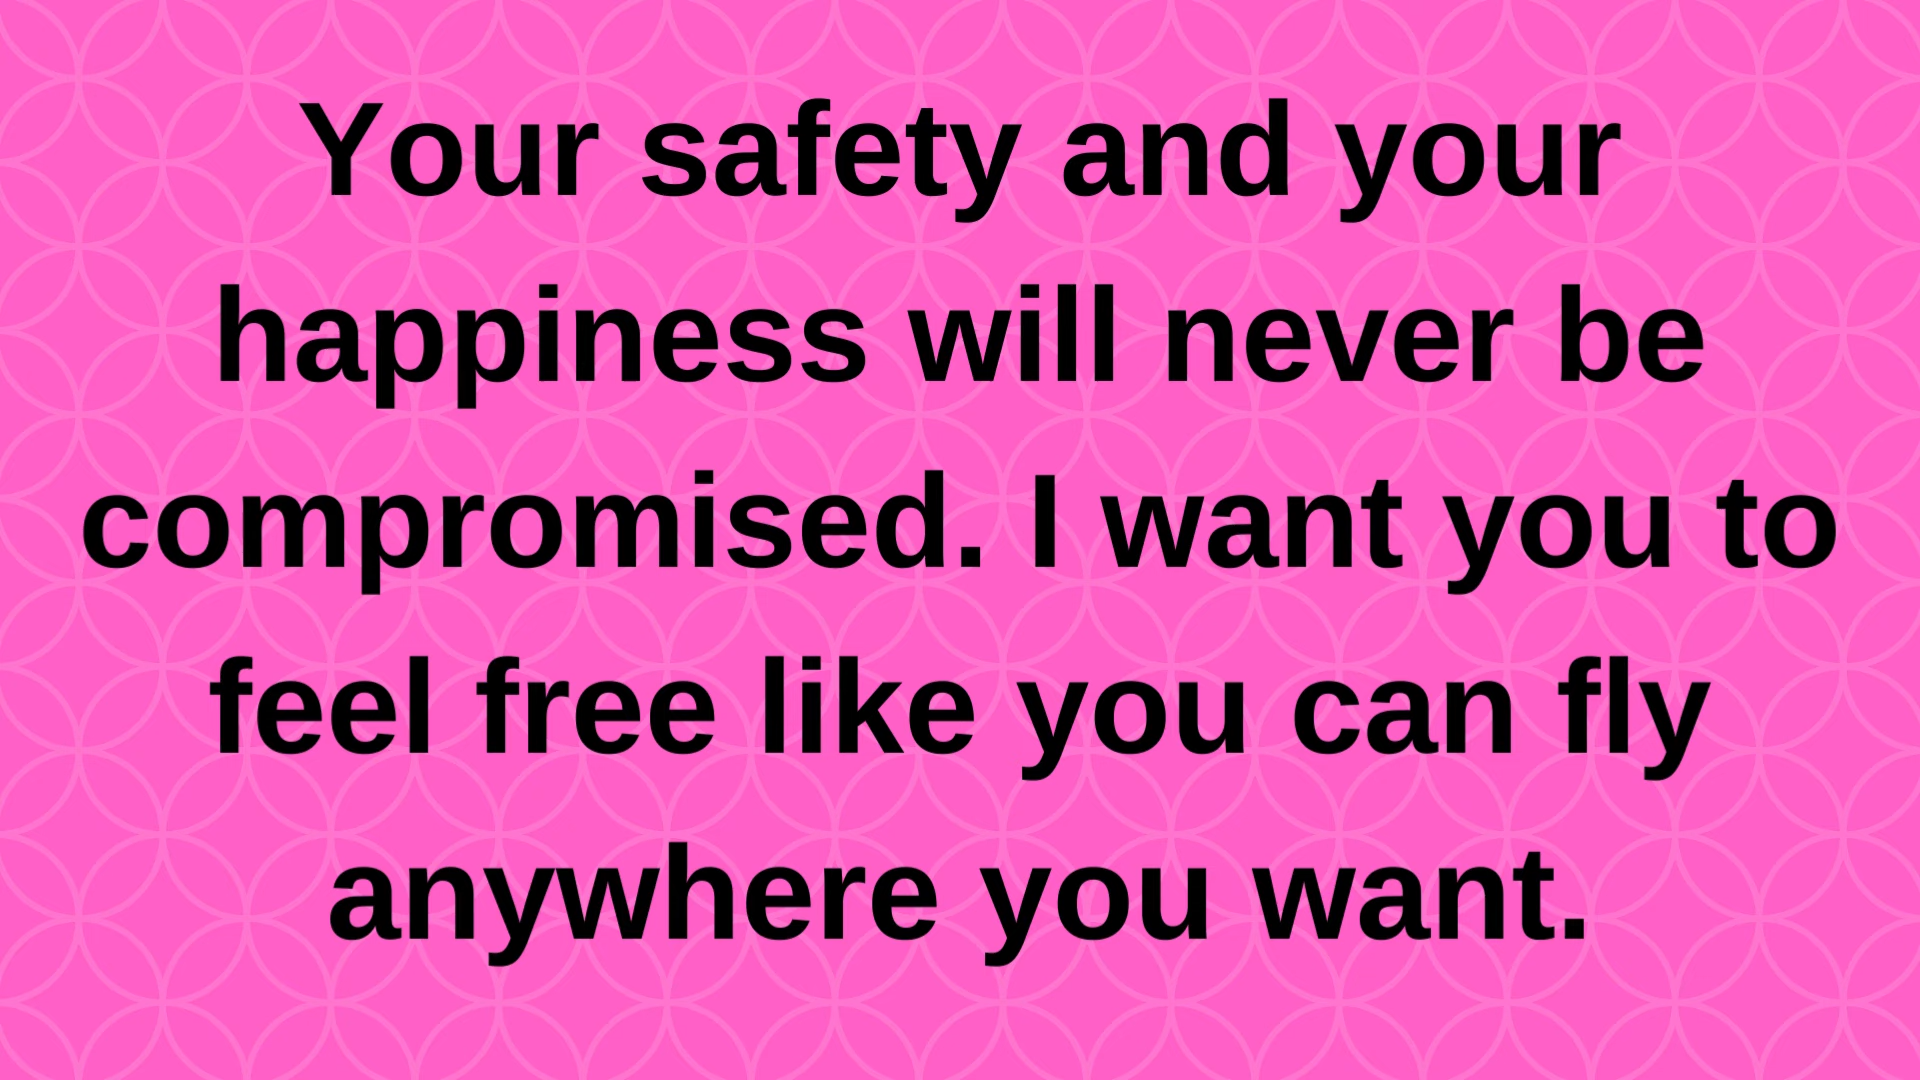 Your safety and your
happiness will never be
compromised. I want you to
feel free like you can fly
anywhere you want.